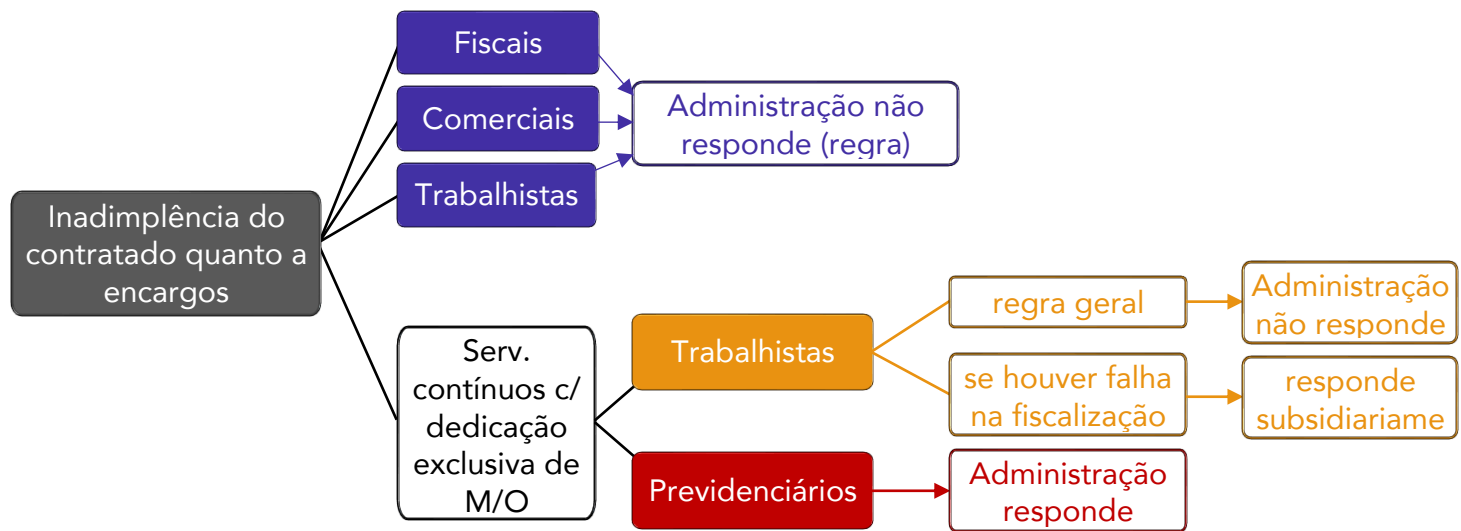 Fiscais
Comerciais
Trabalhistas
Administração não
responde (regra)
Inadimplência do
contratado quanto a
encargos
Serv.
contínuos c/
dedicação
exclusiva de
M/O
Trabalhistas
regra geral
Administração
não responde
se houver falha
na fiscalização
responde
subsidiariame
Previdenciários
Administração
responde